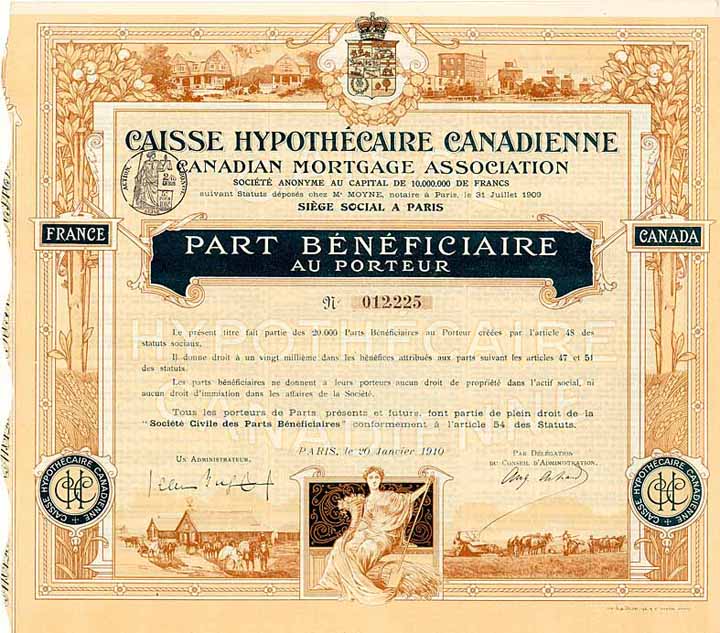 CAISSE HYPOTHÉCAIRE CANADIENNE
CANADIAN MORTGAGE ASSOCIATION
SOCIÉTÉ ANONYME AU CAPITAL DE 10.000.000 DE FRANCS
suivant Statuts déposés chez Mᵉ MOYNE, notaire à Paris, le 31 Juillet 1909
SIÈGE SOCIAL A PARIS
FRANCE
CANADA
PART BÉNÉFICIAIRE
AU PORTEUR
Nº 012225
Le présent titre fait partie des 20.000 Parts Bénéficiaires au Porteur créées par l'article 48 des
statuts sociaux.
Il donne droit à un vingt millième dans les bénéfices attribués aux parts suivant les articles 47 et 51
des statuts.
Les parts bénéficiaires ne donnent à leurs porteurs aucun droit de propriété dans l'actif social, ni
aucun droit d'immixtion dans les affaires de la Société.
Tous les porteurs de Parts, présents et futurs, font partie de plein droit de la
"Société Civile des Parts Bénéficiaires" conformement à l'article 54 des Statuts.
HYPOTHÉCAIRE
CANADIENNE
PARIS, le 20 Janvier 1910
UN ADMINISTRATEUR,
PAR DÉLÉGATION
DU CONSEIL D'ADMINISTRATION,
CAISSE HYPOTHÉCAIRE CANADIENNE
CAISSE HYPOTHÉCAIRE CANADIENNE